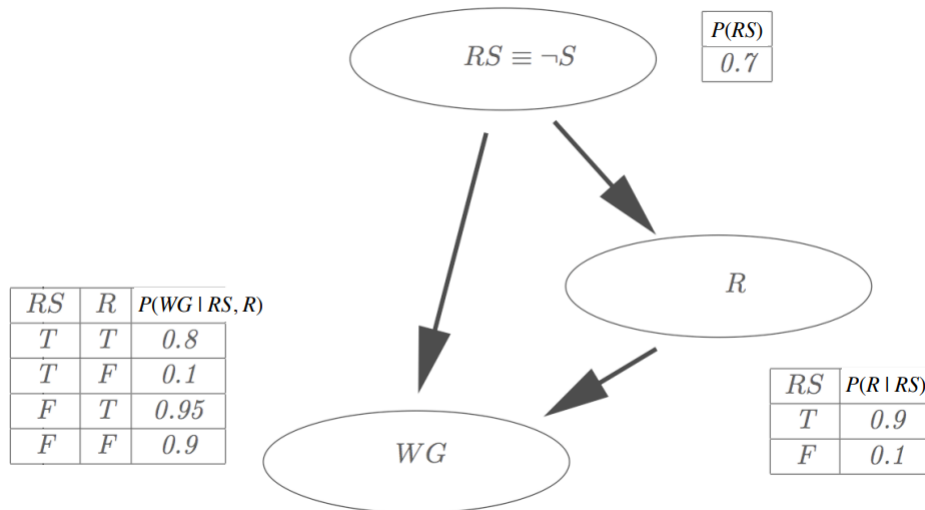 RS ≡ ¬S
P(RS)
0.7
R
RS R P(WG | RS, R)
T T 0.8
T F 0.1
F T 0.95
F F 0.9
RS P(R | RS)
T 0.9
F 0.1
WG